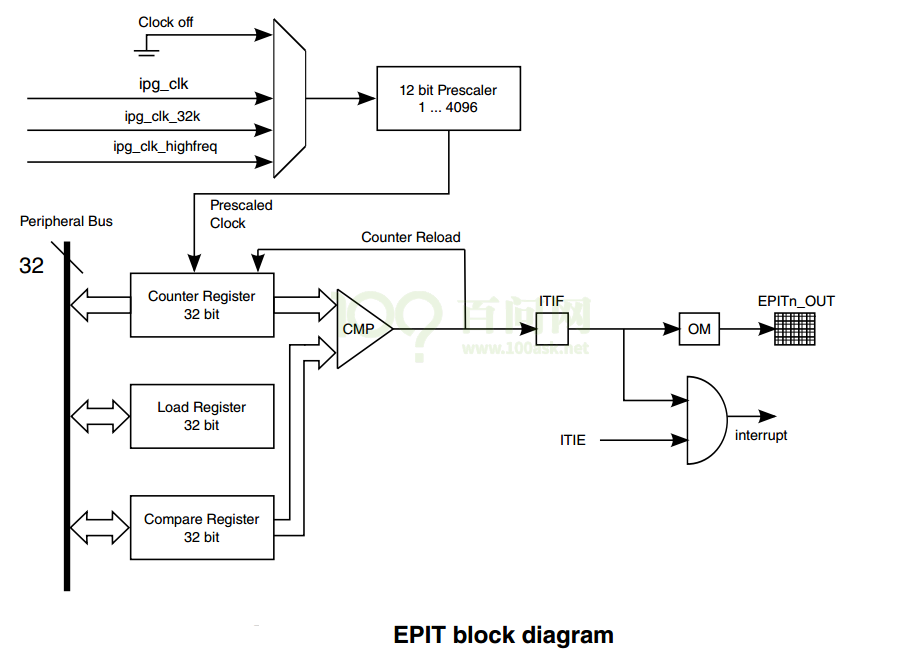 Clock off
ipg_clk
ipg_clk_32k
ipg_clk_highfreq
12 bit Prescaler
1 ... 4096
Prescaled
Clock
Peripheral Bus
32
Counter Reload
Counter Register
32 bit
CMP
100?
百问网
www.100ask.net
ITIF
OM
EPITn_OUT
Load Register
32 bit
ITIE
interrupt
Compare Register
32 bit
EPIT block diagram